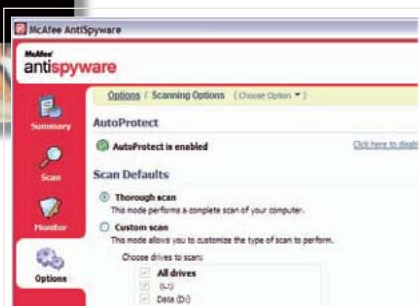 McAfee AntiSpyware
McAfee
antispyware
Options / Scanning Options (Choose Option ▼)
Summary
AutoProtect
AutoProtect is enabled
Click here to disab
Scan
Scan Defaults
Thorough scan
This mode performs a complete scan of your computer.
Monitor
Custom scan
This mode allows you to customize the type of scan to perform.
Choose drives to scan:
All drives
Options
Data (D:)